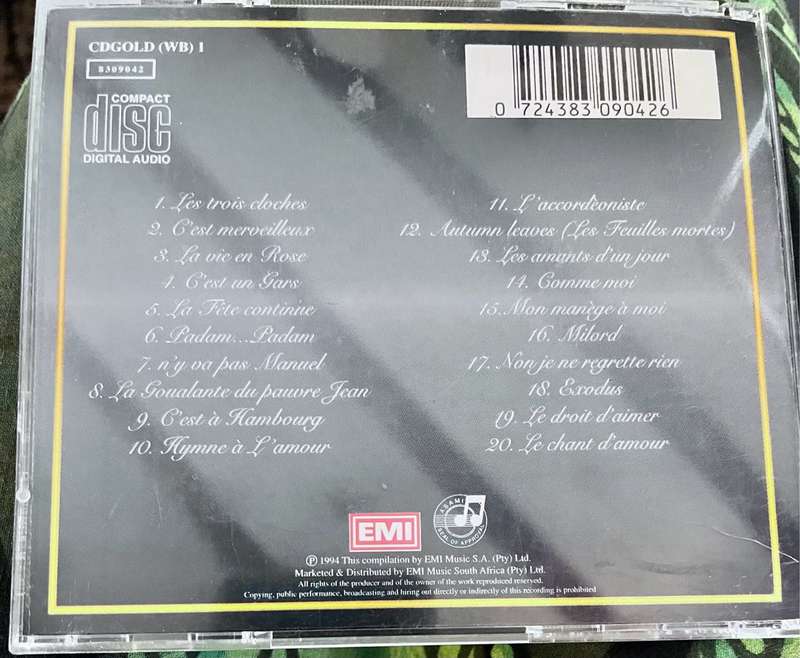 CDGOLD (WB) 1
8309042
COMPACT
disc
DIGITAL AUDIO
0 724383 090426
1. Les trois cloches
2. C'est merveilleux
3. La vie en Rose
4. C'est un Gars
5. La Fête continue
6. Padam...Padam
7. n'y va pas Manuel
8. La Goualante du pauvre Jean
9. C'est à Hambourg
10. Hymne à L'amour
11. L'accordèoniste
12. Autumn leaves (Les Feuilles mortes)
13. Les amants d'un jour
14. Comme moi
15. Mon manège à moi
16. Milord
17. Non je ne regrette rien
18. Exodus
19. Le droit d'aimer
20. Le chant d'amour
EMI
ASAMI
SEAL OF APPROVAL
℗ 1994 This compilation by EMI Music S.A. (Pty) Ltd.
Marketed & Distributed by EMI Music South Africa (Pty) Ltd.
All rights of the producer and of the owner of the work reproduced reserved.
Copying, public performance, broadcasting and hiring out directly or indirectly of this recording is prohibited